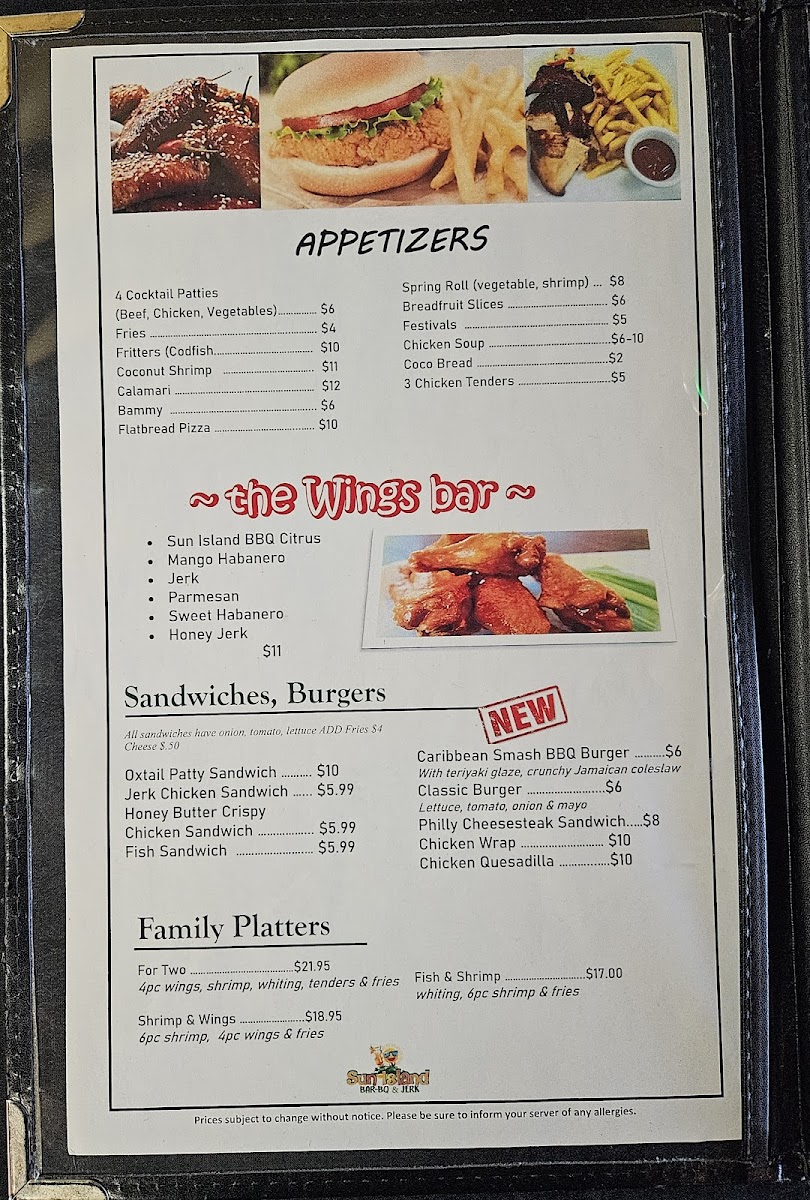 APPETIZERS
4 Cocktail Patties
(Beef, Chicken, Vegetables).............. $6
Fries ................................................ $4
Fritters (Codfish............................. $10
Coconut Shrimp .......................... $11
Calamari ........................................ $12
Bammy .......................................... $6
Flatbread Pizza ............................. $10
Spring Roll (vegetable, shrimp) ... $8
Breadfruit Slices ............................. $6
Festivals ......................................... $5
Chicken Soup ...................................$6-10
Coco Bread ......................................$2
3 Chicken Tenders ...........................$5
~ the Wings bar ~
• Sun Island BBQ Citrus
• Mango Habanero
• Jerk
• Parmesan
• Sweet Habanero
• Honey Jerk
$11
Sandwiches, Burgers
All sandwiches have onion, tomato, lettuce ADD Fries $4
Cheese $.50
Oxtail Patty Sandwich .......... $10
Jerk Chicken Sandwich ...... $5.99
Honey Butter Crispy
Chicken Sandwich .................. $5.99
Fish Sandwich ........................ $5.99
NEW
Caribbean Smash BBQ Burger ..........$6
With teriyaki glaze, crunchy Jamaican coleslaw
Classic Burger .........................$6
Lettuce, tomato, onion & mayo
Philly Cheesesteak Sandwich.....$8
Chicken Wrap .......................... $10
Chicken Quesadilla ................$10
Family Platters
For Two .......................................$21.95
4pc wings, shrimp, whiting, tenders & fries
Shrimp & Wings ........................$18.95
6pc shrimp, 4pc wings & fries
Fish & Shrimp .............................$17.00
whiting, 6pc shrimp & fries
Sun Island
BAR-BQ & JERK
Prices subject to change without notice. Please be sure to inform your server of any allergies.